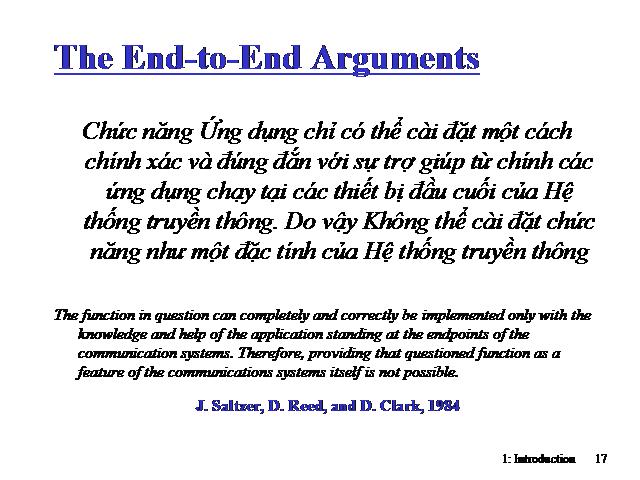 The End-to-End Arguments
Chức năng Ứng dụng chỉ có thể cài đặt một cách
chính xác và đúng đắn với sự trợ giúp từ chính các
ứng dụng chạy tại các thiết bị đầu cuối của Hệ
thống truyền thông. Do vậy Không thể cài đặt chức
năng như một đặc tính của Hệ thống truyền thông
The function in question can completely and correctly be implemented only with the
knowledge and help of the application standing at the endpoints of the
communication systems. Therefore, providing that questioned function as a
feature of the communications systems itself is not possible.
J. Saltzer, D. Reed, and D. Clark, 1984
1: Introduction 17